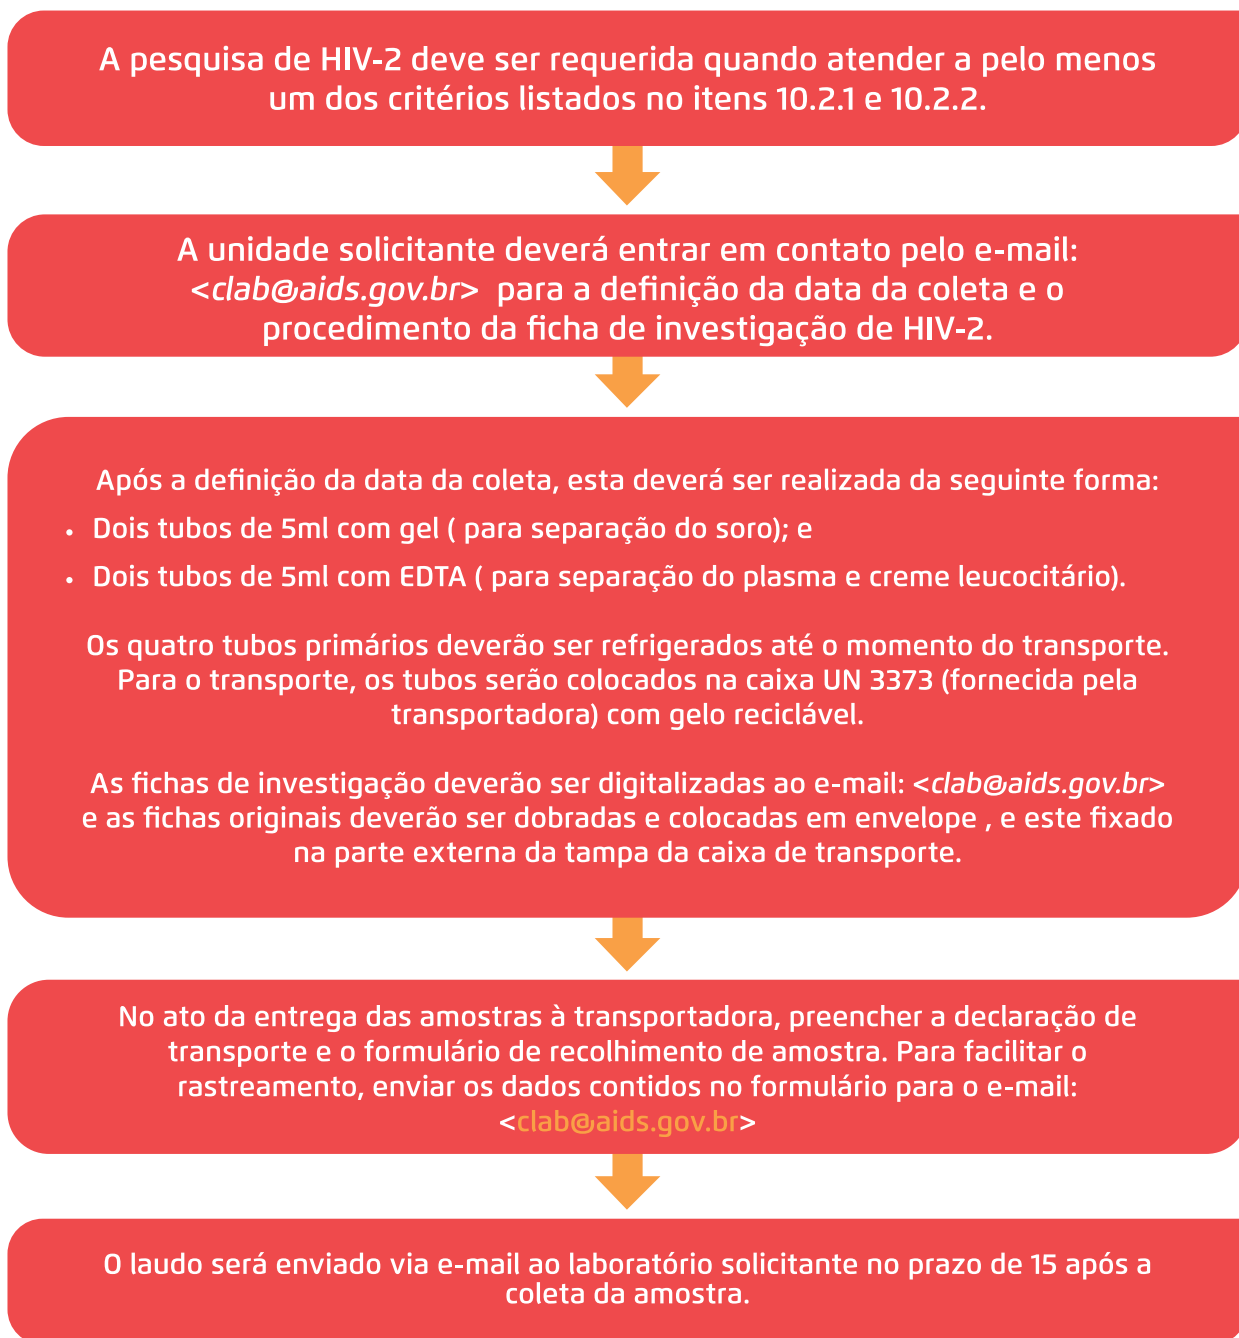 A pesquisa de HIV-2 deve ser requerida quando atender a pelo menos
um dos critérios listados no itens 10.2.1 e 10.2.2.
A unidade solicitante deverá entrar em contato pelo e-mail:
<clab@aids.gov.br> para a definição da data da coleta e o
procedimento da ficha de investigação de HIV-2.
Após a definição da data da coleta, esta deverá ser realizada da seguinte forma:
• Dois tubos de 5ml com gel ( para separação do soro); e
• Dois tubos de 5ml com EDTA ( para separação do plasma e creme leucocitário).
Os quatro tubos primários deverão ser refrigerados até o momento do transporte.
Para o transporte, os tubos serão colocados na caixa UN 3373 (fornecida pela
transportadora) com gelo reciclável.
As fichas de investigação deverão ser digitalizadas ao e-mail: <clab@aids.gov.br>
e as fichas originais deverão ser dobradas e colocadas em envelope , e este fixado
na parte externa da tampa da caixa de transporte.
No ato da entrega das amostras à transportadora, preencher a declaração de
transporte e o formulário de recolhimento de amostra. Para facilitar o
rastreamento, enviar os dados contidos no formulário para o e-mail:
<clab@aids.gov.br>
O laudo será enviado via e-mail ao laboratório solicitante no prazo de 15 após a
coleta da amostra.